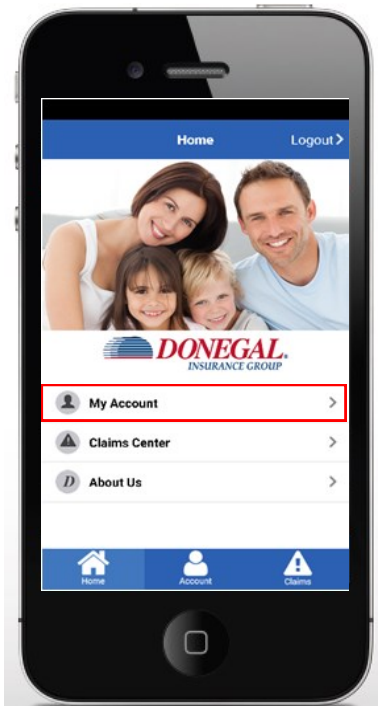 Home
Logout
DONEGAL.
INSURANCE GROUP
My Account
Claims Center
D About Us
Home Account Claims